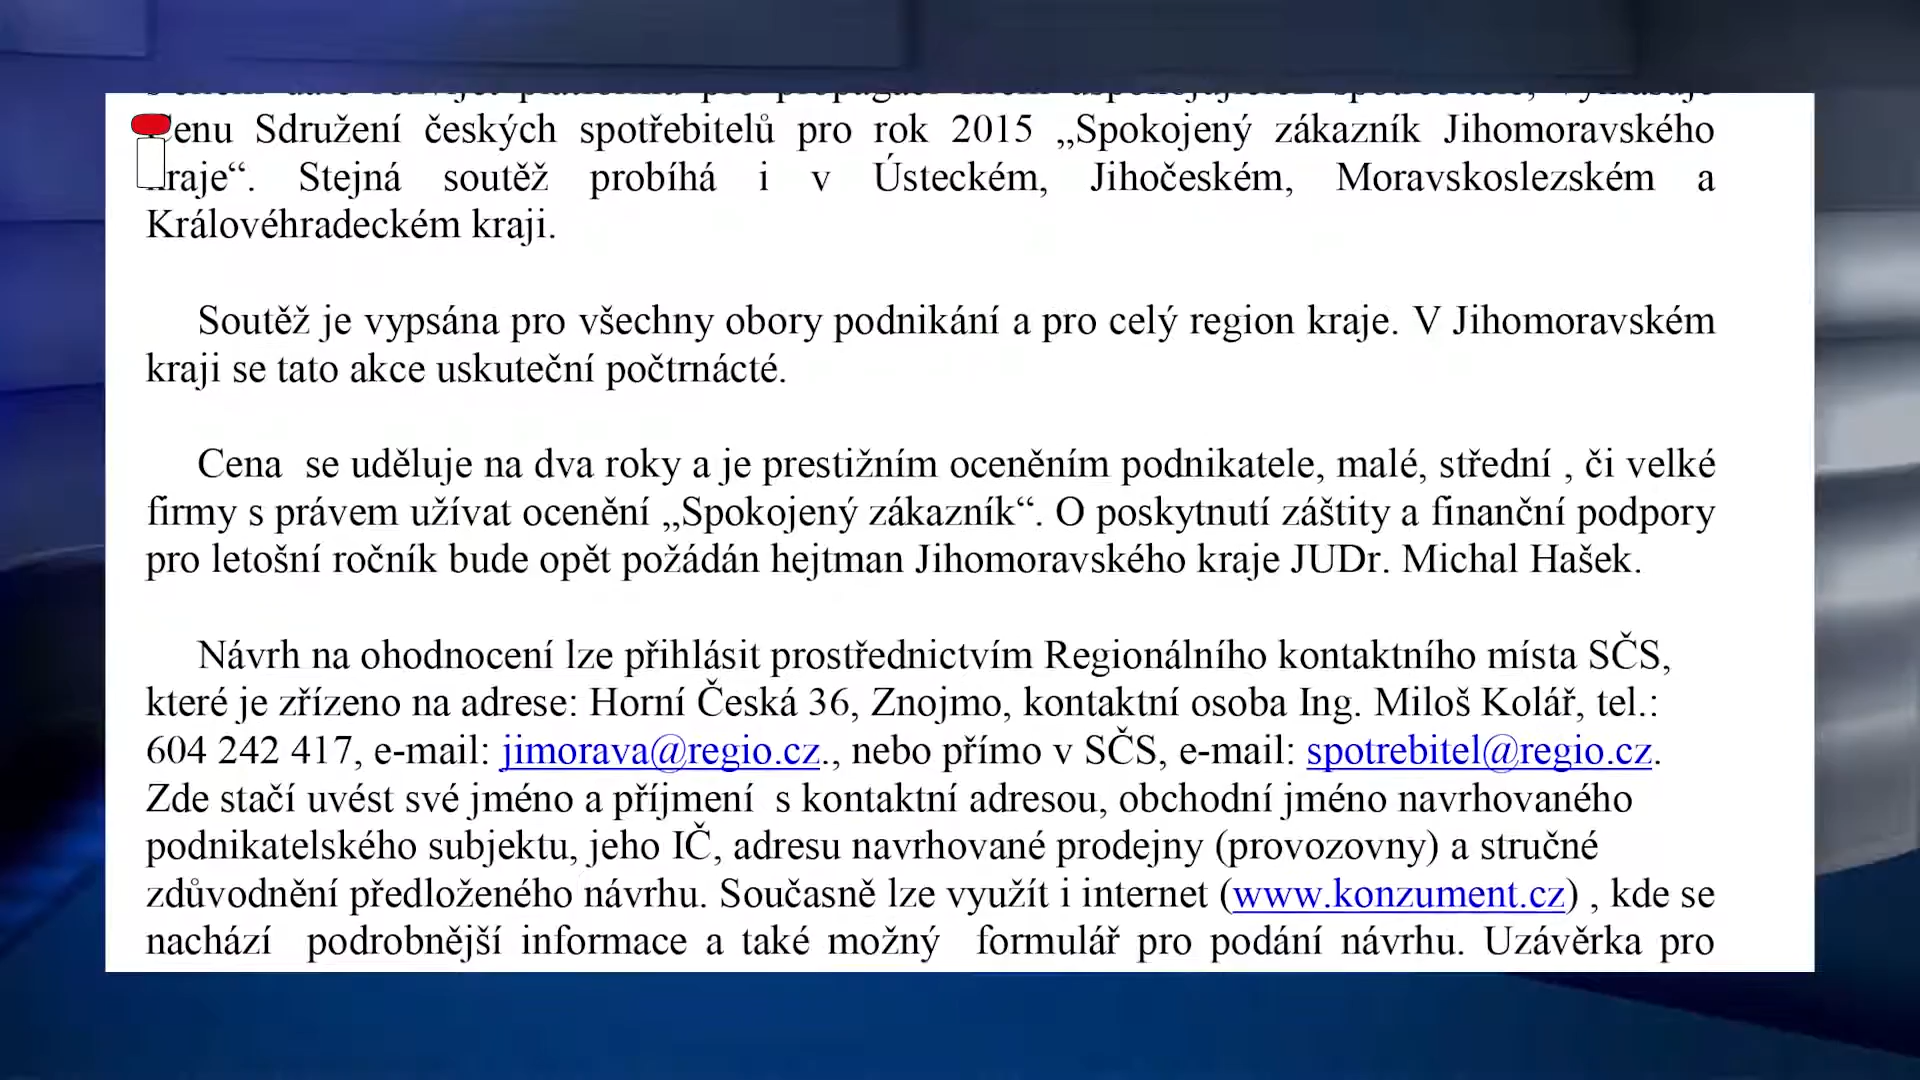 Cenu Sdružení českých spotřebitelů pro rok 2015 „Spokojený zákazník Jihomoravského
kraje“. Stejná soutěž probíhá i v Ústeckém, Jihočeském, Moravskoslezském a
Královéhradeckém kraji.
Soutěž je vypsána pro všechny obory podnikání a pro celý region kraje. V Jihomoravském
kraji se tato akce uskuteční počtrnácté.
Cena se uděluje na dva roky a je prestižním oceněním podnikatele, malé, střední , či velké
firmy s právem užívat ocenění „Spokojený zákazník“. O poskytnutí záštity a finanční podpory
pro letošní ročník bude opět požádán hejtman Jihomoravského kraje JUDr. Michal Hašek.
Návrh na ohodnocení lze přihlásit prostřednictvím Regionálního kontaktního místa SČS,
které je zřízeno na adrese: Horní Česká 36, Znojmo, kontaktní osoba Ing. Miloš Kolář, tel.:
604 242 417, e-mail: jimorava@regio.cz., nebo přímo v SČS, e-mail: spotrebitel@regio.cz.
Zde stačí uvést své jméno a příjmení s kontaktní adresou, obchodní jméno navrhovaného
podnikatelského subjektu, jeho IČ, adresu navrhované prodejny (provozovny) a stručné
zdůvodnění předloženého návrhu. Současně lze využít i internet (www.konzument.cz) , kde se
nachází podrobnější informace a také možný formulář pro podání návrhu. Uzávěrka pro